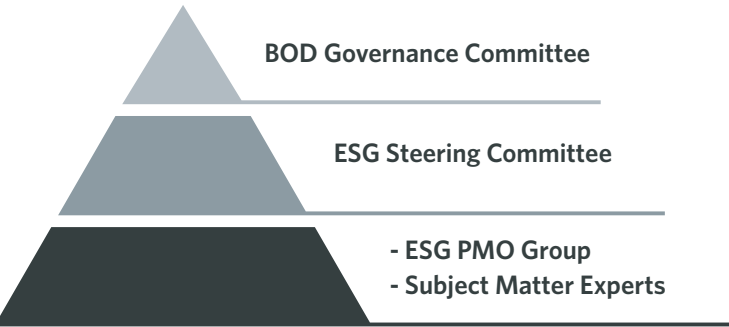 BOD Governance Committee
ESG Steering Committee
- ESG PMO Group
- Subject Matter Experts